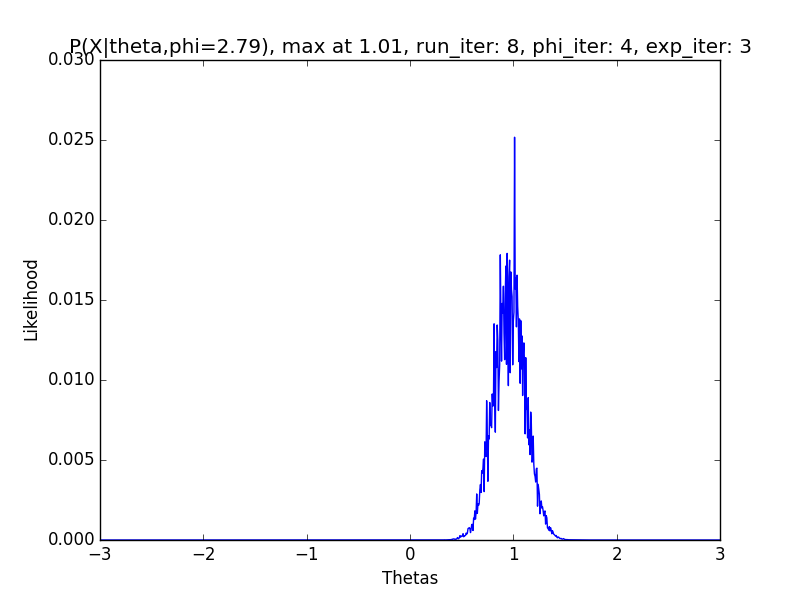 P(X|theta,phi=2.79), max at 1.01, run_iter: 8, phi_iter: 4, exp_iter: 3
0.030
0.025
0.020
0.015
0.010
0.005
0.000
Likelihood
−3 −2 −1 0 1 2 3
Thetas